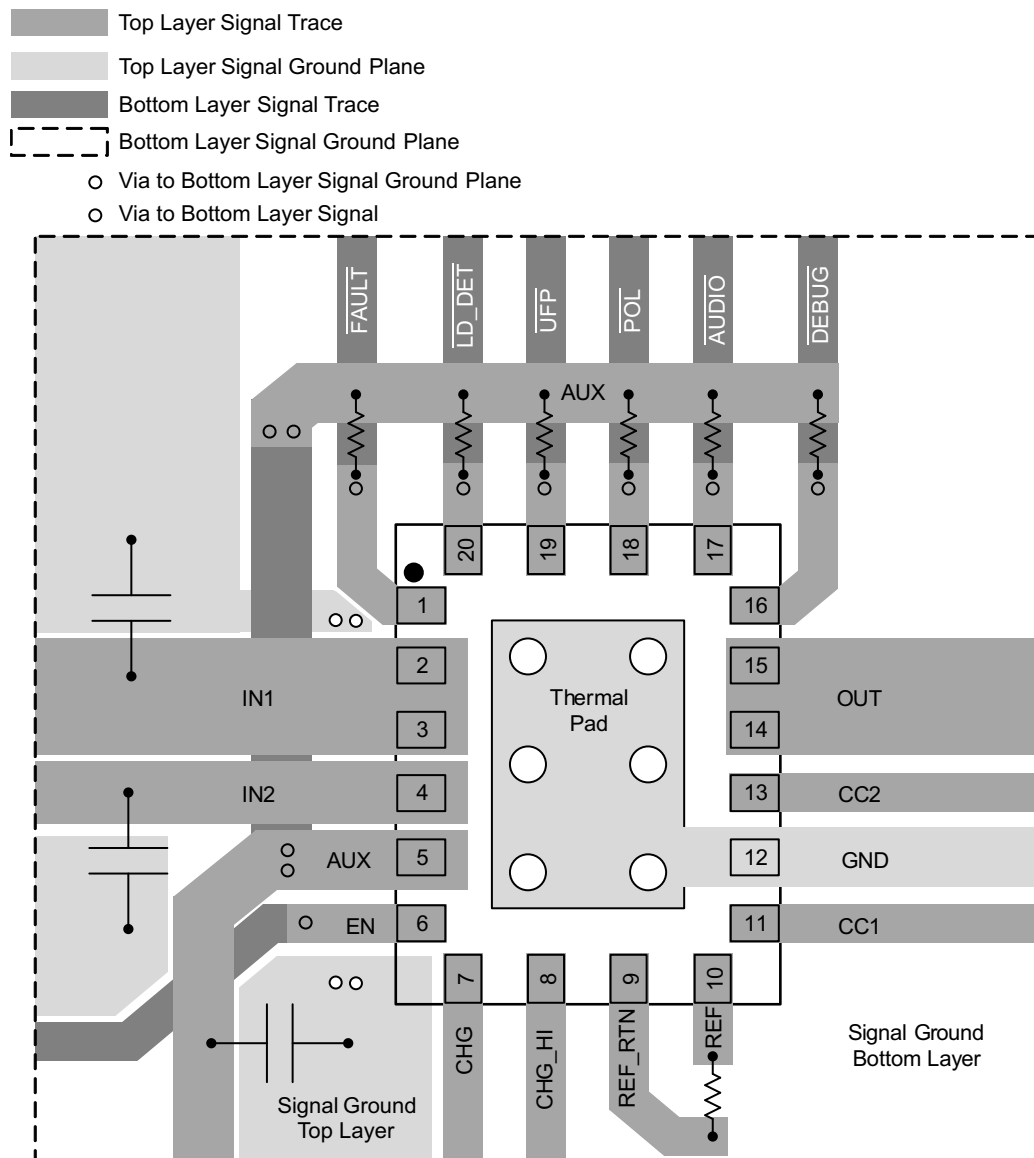 Top Layer Signal Trace
Top Layer Signal Ground Plane
Bottom Layer Signal Trace
Bottom Layer Signal Ground Plane
Via to Bottom Layer Signal Ground Plane
Via to Bottom Layer Signal
FAULT
LD_DET
UFP
POL
AUDIO
DEBUG
AUX
20
19
18
17
1
16
2
15
IN1
Thermal
Pad
OUT
3
14
IN2
4
13
CC2
AUX
5
12
GND
EN
6
11
CC1
7
8
9
10
CHG
CHG_HI
REF_RTN
REF
Signal Ground
Bottom Layer
Signal Ground
Top Layer